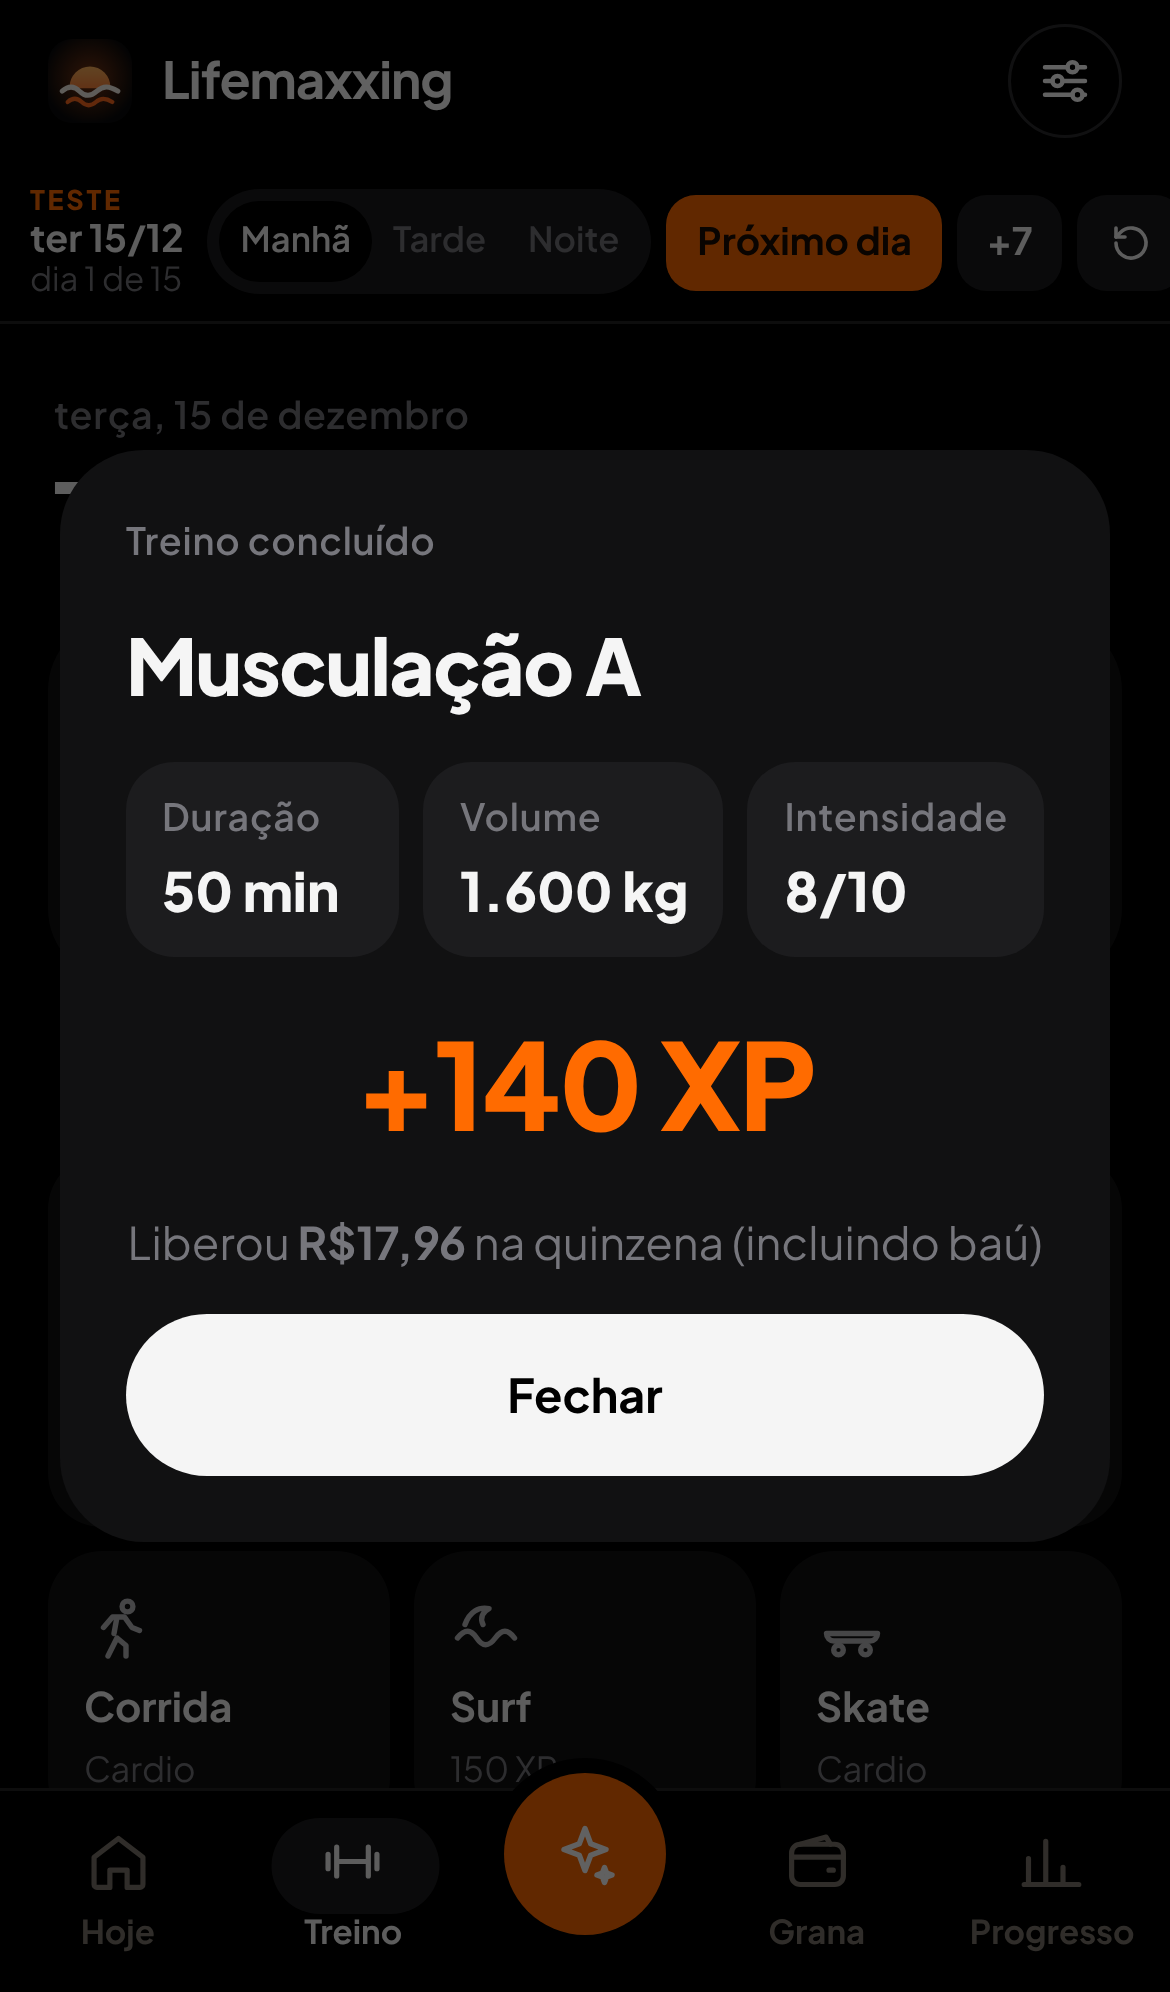 Lifemaxxing
TESTE
ter 15/12
dia 1 de 15
Manhã
Tarde
Noite
Próximo dia
+7
terça, 15 de dezembro
Treino concluído
Musculação A
Duração
50 min
Volume
1.600 kg
Intensidade
8/10
+140 XP
Liberou R$17,96 na quinzena (incluindo baú)
Fechar
Corrida
Cardio
Surf
150 XP
Skate
Cardio
Hoje
Treino
Grana
Progresso